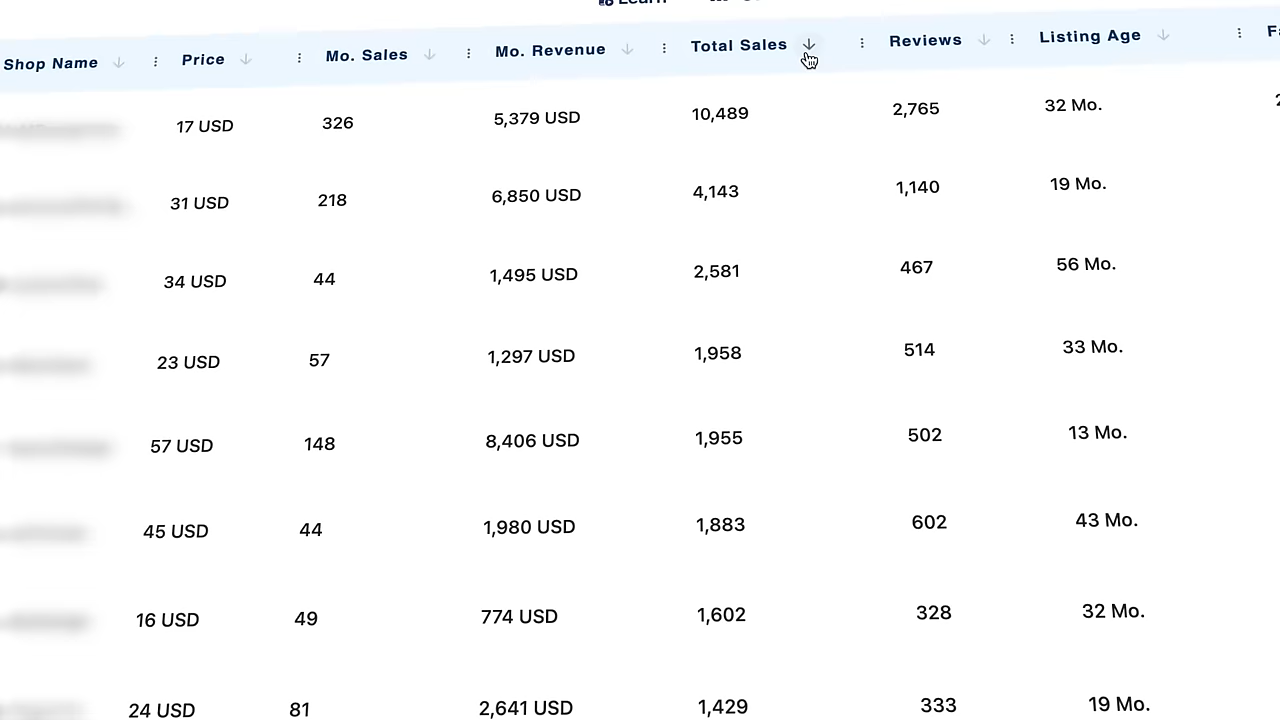 Learn
Shop Name Price Mo. Sales Mo. Revenue Total Sales Reviews Listing Age
17 USD 326 5,379 USD 10,489 2,765 32 Mo.
31 USD 218 6,850 USD 4,143 1,140 19 Mo.
34 USD 44 1,495 USD 2,581 467 56 Mo.
23 USD 57 1,297 USD 1,958 514 33 Mo.
57 USD 148 8,406 USD 1,955 502 13 Mo.
45 USD 44 1,980 USD 1,883 602 43 Mo.
16 USD 49 774 USD 1,602 328 32 Mo.
24 USD 81 2,641 USD 1,429 333 19 Mo.